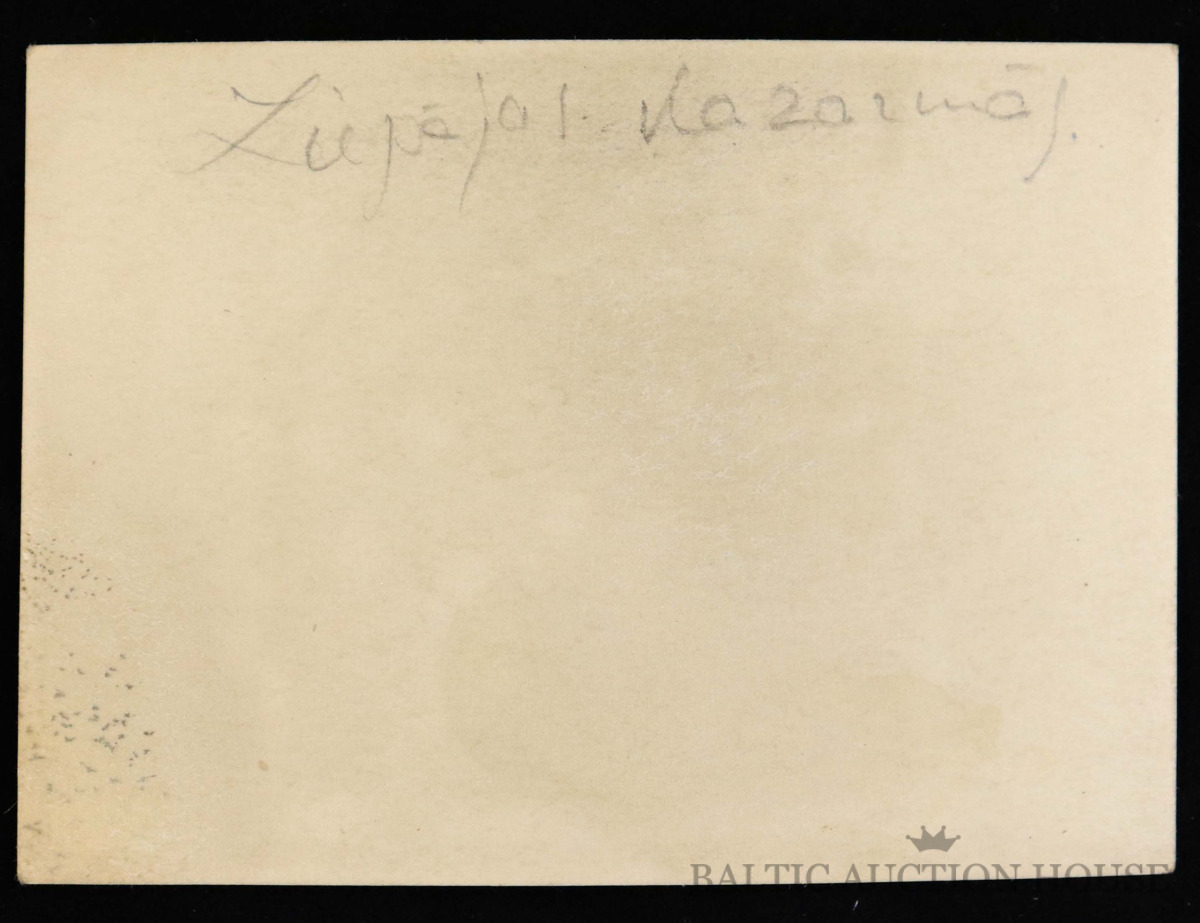 Liepājas kazarmās.
BALTIC AUCTION HOUSE